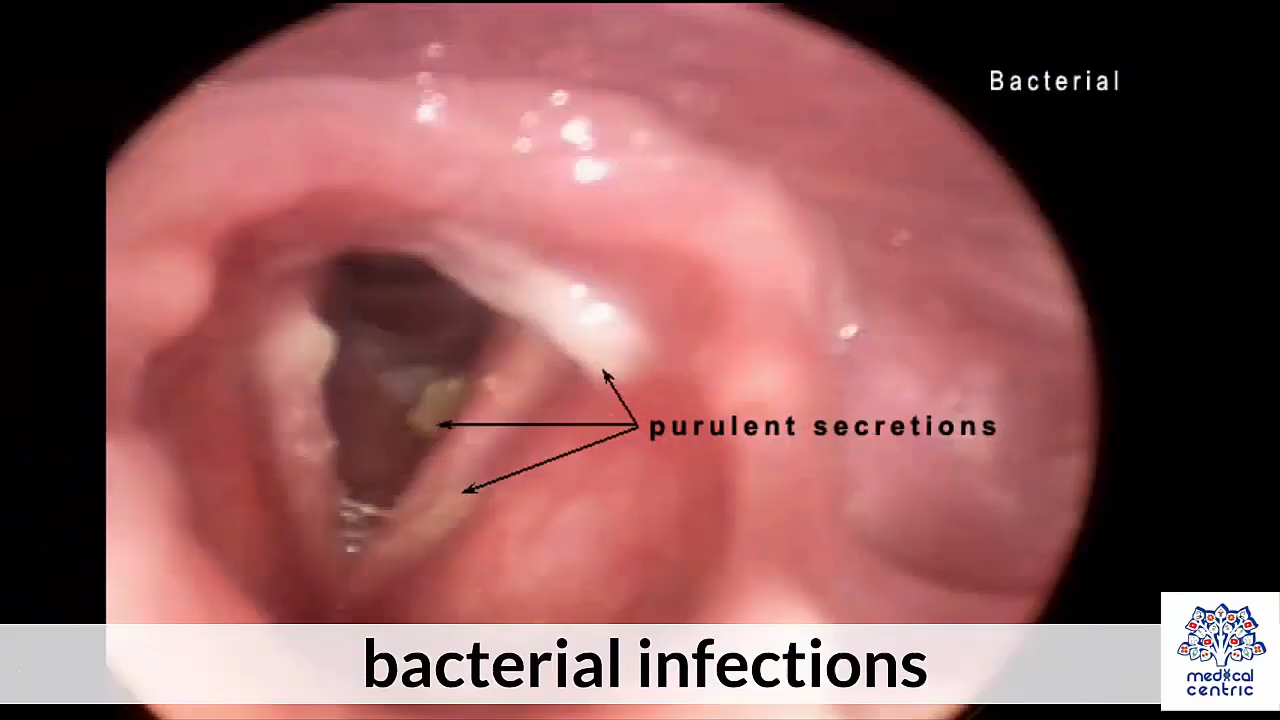 Bacterial
purulent secretions
bacterial infections
medical
centric